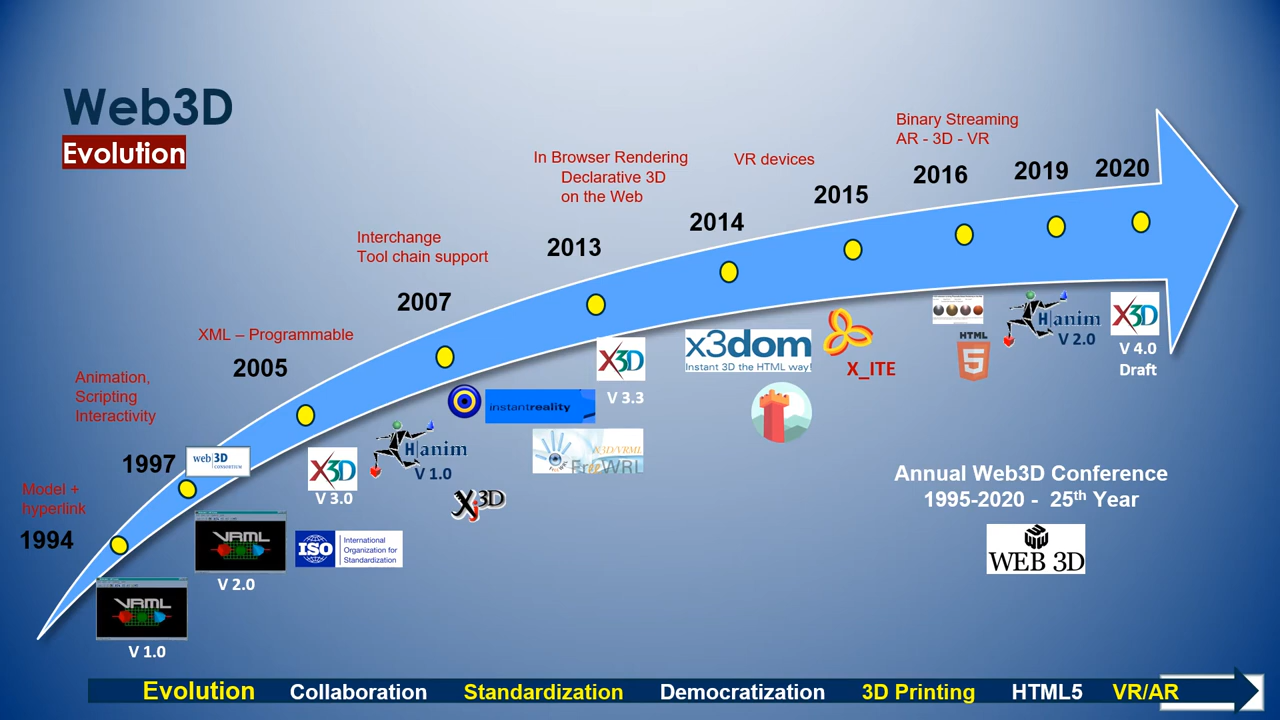 Web3D
Evolution
Model +
hyperlink
1994
VRML
V 1.0
Animation,
Scripting
Interactivity
1997
web 3D
CONSORTIUM
VRML
V 2.0
ISO
International
Organization for
Standardization
XML – Programmable
2005
X3D
V 3.0
Hanim
V 1.0
Interchange
Tool chain support
2007
instantreality
Xj3D
X3D/VRML
FreeWRL
In Browser Rendering
Declarative 3D
on the Web
2013
X3D
V 3.3
2014
x3dom
Instant 3D the HTML way!
VR devices
2015
X_ITE
Binary Streaming
AR - 3D - VR
2016
HTML
5
2019
Hanim
V 2.0
2020
X3D
V 4.0
Draft
Annual Web3D Conference
1995-2020 - 25th Year
WEB 3D
Evolution Collaboration Standardization Democratization 3D Printing HTML5 VR/AR